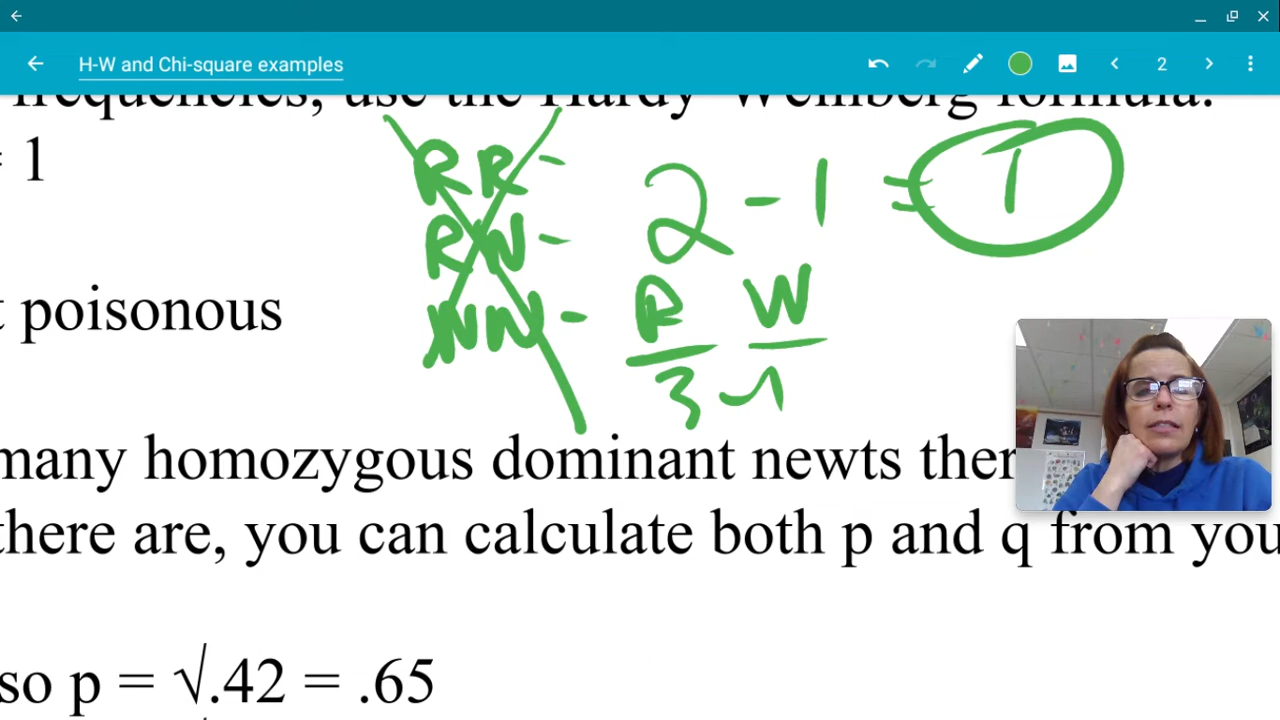 H-W and Chi-square examples
2
frequencies, use the Hardy-Weinberg formula.
= 1
RR-
RW-
WW-
2 - 1 = 1
R W
3 ~ 1
t poisonous
many homozygous dominant newts ther
there are, you can calculate both p and q from you
so p = √.42 = .65